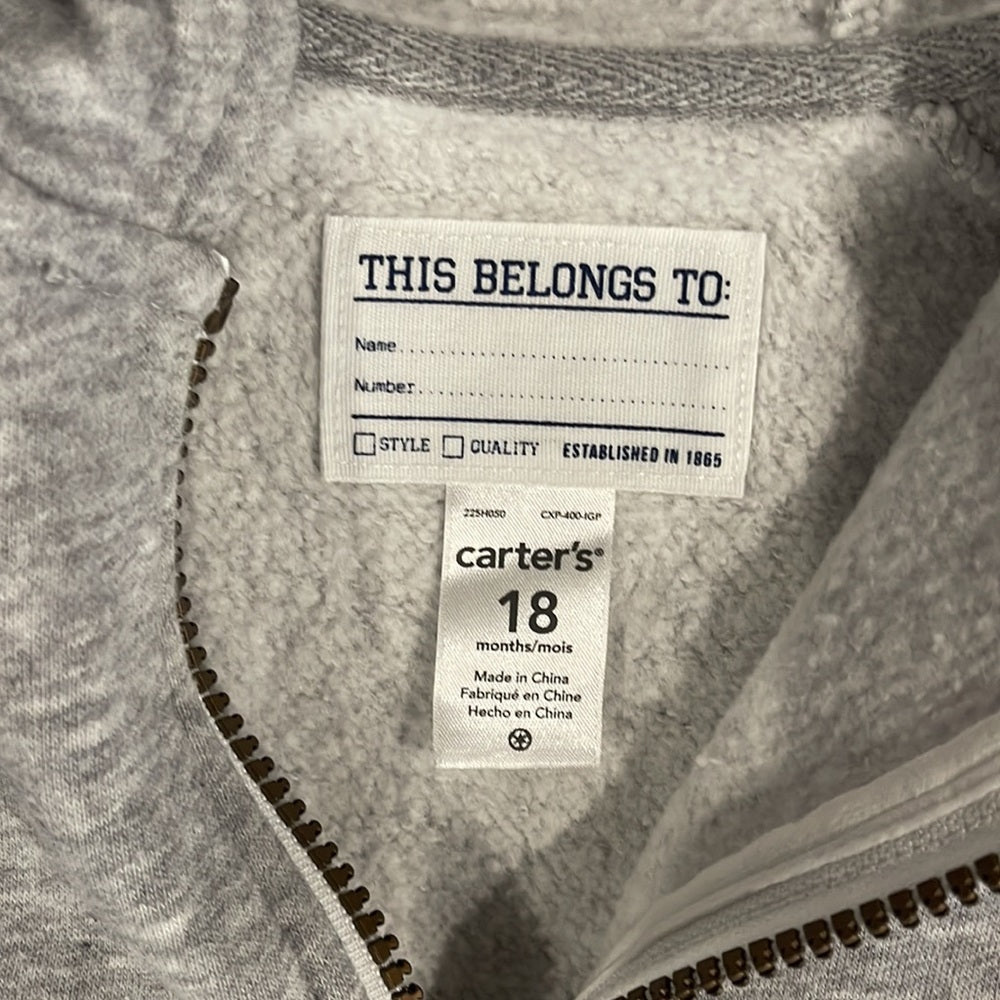 THIS BELONGS TO:
Name
Number
STYLE QUALITY ESTABLISHED IN 1865
225H050 CXP-400-IGP
carter's®
18
months/mois
Made in China
Fabriqué en Chine
Hecho en China